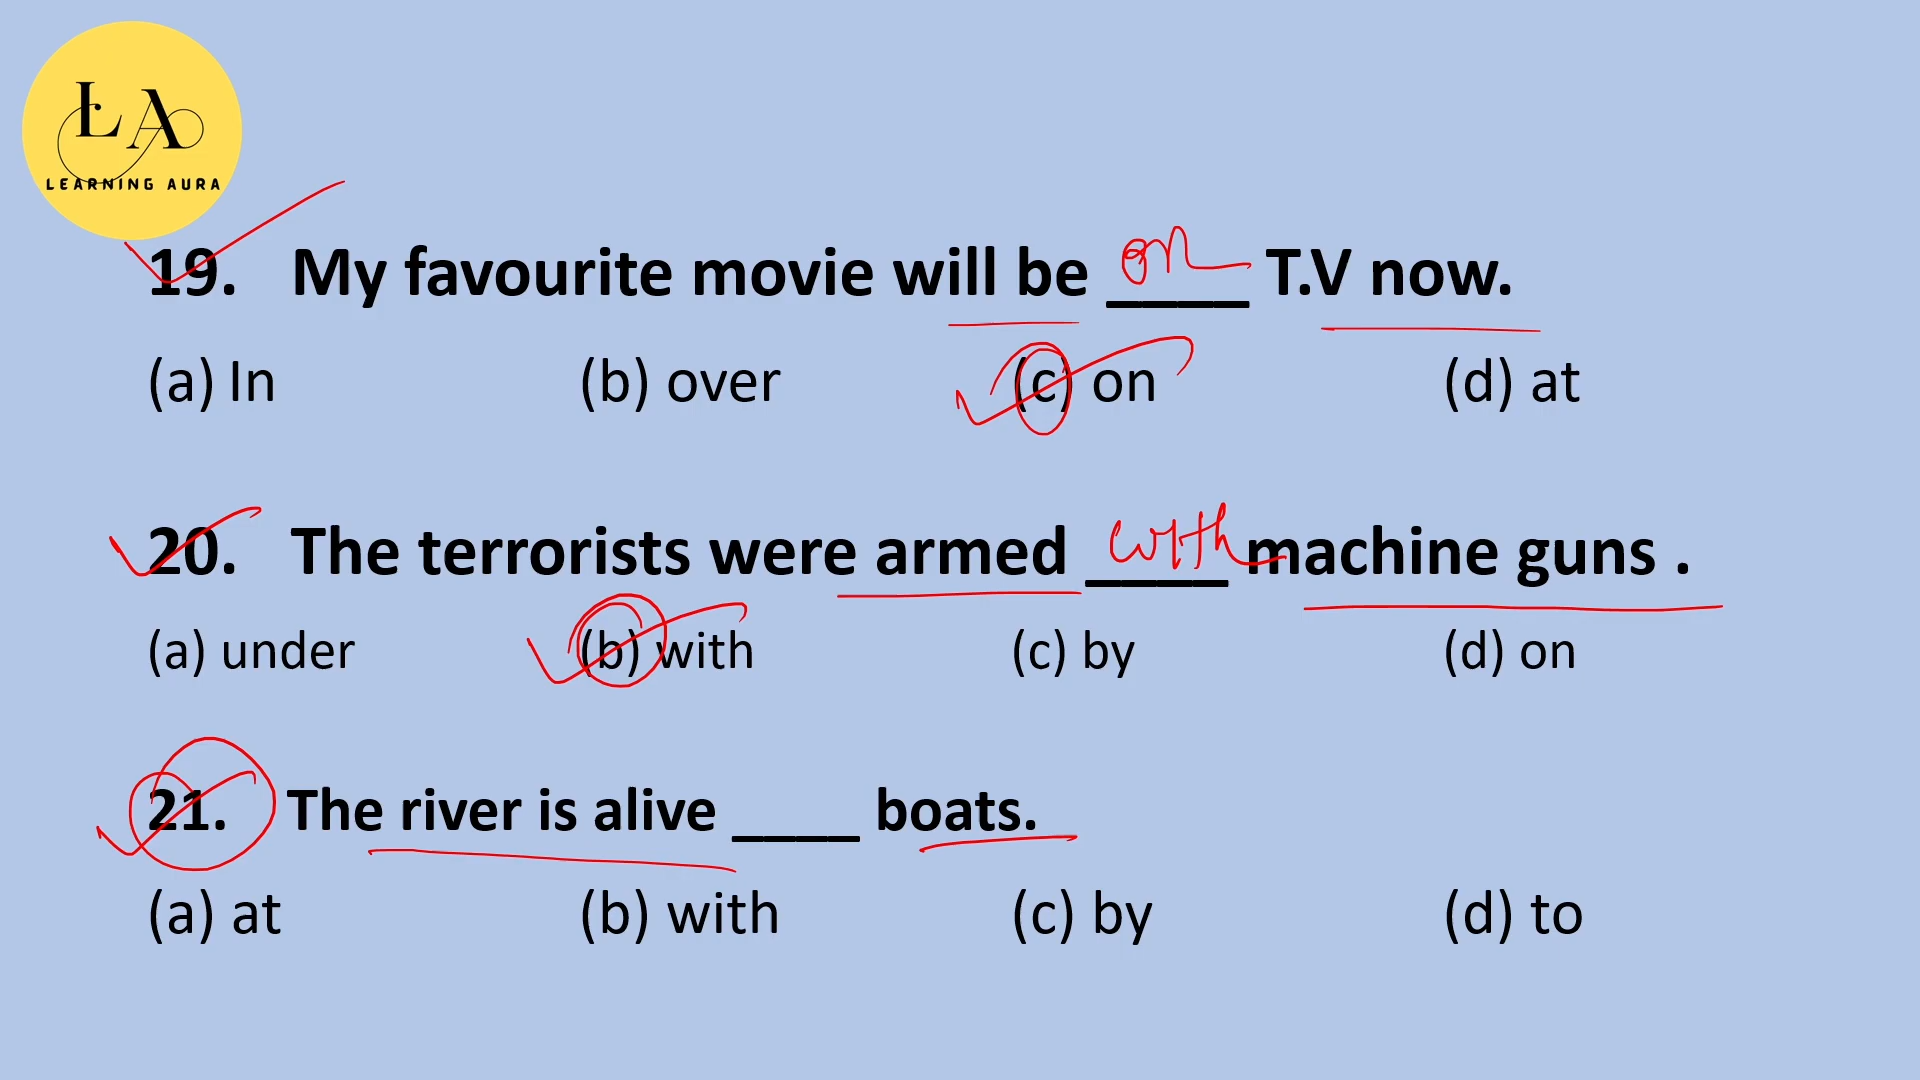 LA
LEARNING AURA
19. My favourite movie will be on T.V now.
(a) In (b) over (c) on (d) at
20. The terrorists were armed with machine guns .
(a) under (b) with (c) by (d) on
21. The river is alive ____ boats.
(a) at (b) with (c) by (d) to